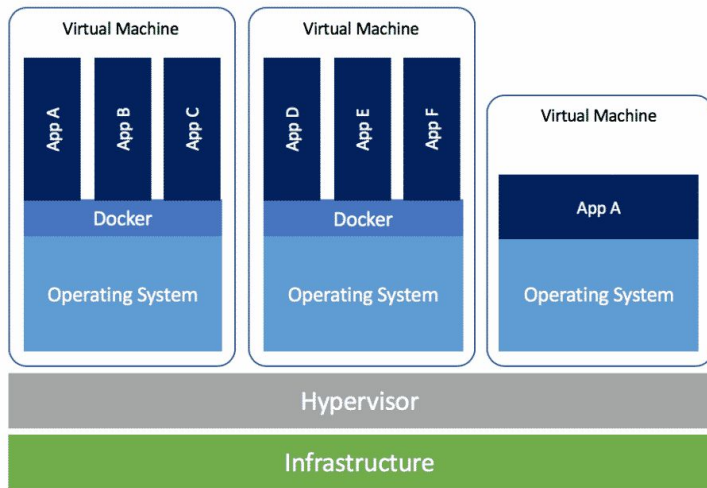 Virtual Machine
App A
App B
App C
Docker
Operating System
Virtual Machine
App D
App E
App F
Docker
Operating System
Virtual Machine
App A
Operating System
Hypervisor
Infrastructure